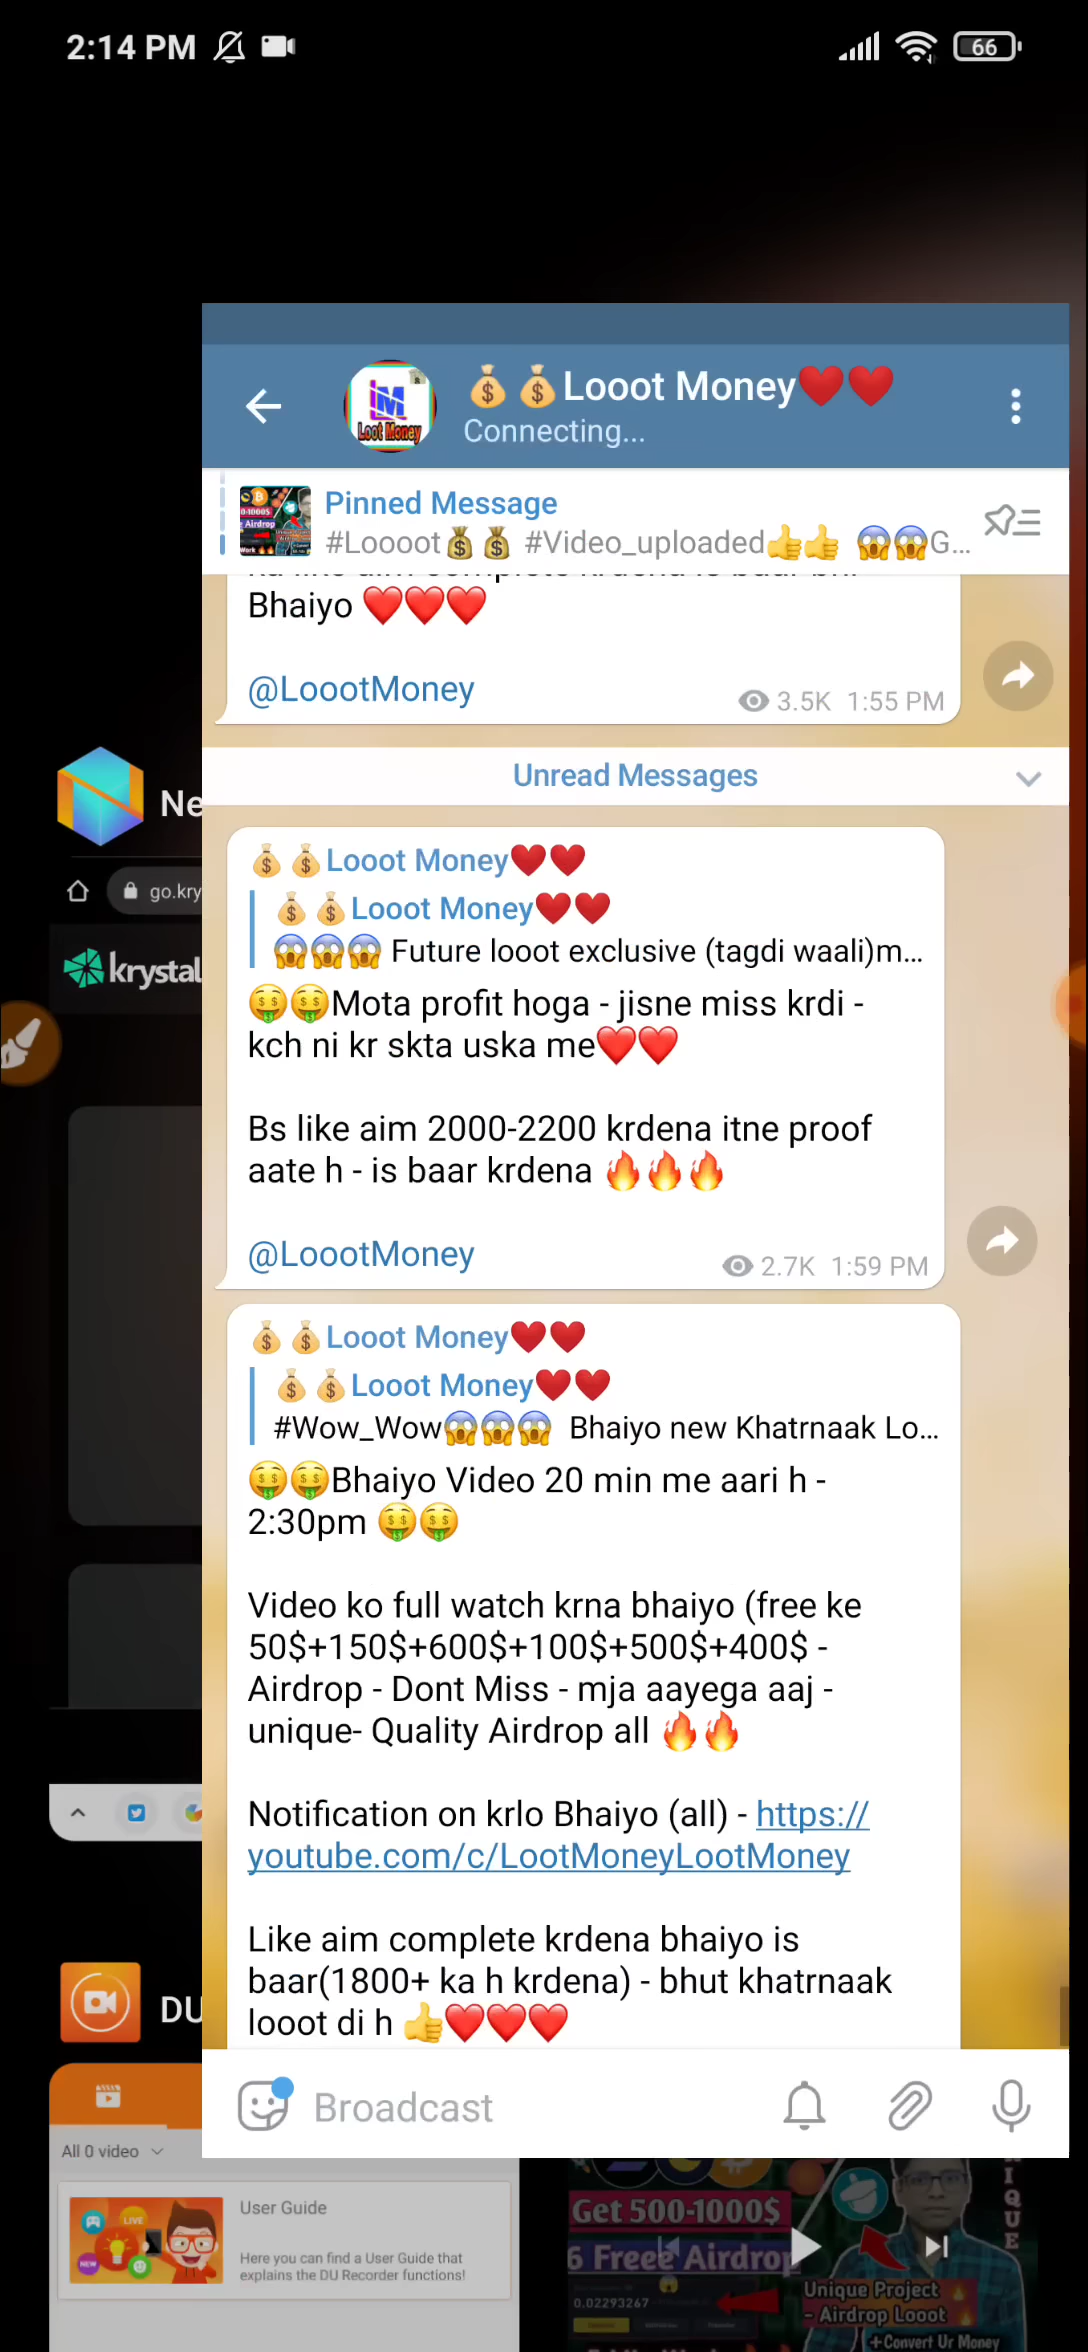 2:14 PM
66
💰💰Looot Money❤️❤️
Connecting...
Loot Money
Pinned Message
#Loooot💰💰 #Video_uploaded👍👍 😱😱G...
Bhaiyo ❤️❤️❤️
@LoootMoney
3.5K 1:55 PM
Unread Messages
Ne
go.kry
krystal
💰💰Looot Money❤️❤️
💰💰Looot Money❤️❤️
😱😱😱 Future looot exclusive (tagdi waali)m...
🤑🤑Mota profit hoga - jisne miss krdi -
kch ni kr skta uska me❤️❤️
Bs like aim 2000-2200 krdena itne proof
aate h - is baar krdena 🔥🔥🔥
@LoootMoney
2.7K 1:59 PM
💰💰Looot Money❤️❤️
💰💰Looot Money❤️❤️
#Wow_Wow😱😱😱 Bhaiyo new Khatrnaak Lo...
🤑🤑Bhaiyo Video 20 min me aari h -
2:30pm 🤑🤑
Video ko full watch krna bhaiyo (free ke
50$+150$+600$+100$+500$+400$ -
Airdrop - Dont Miss - mja aayega aaj -
unique- Quality Airdrop all 🔥🔥
Notification on krlo Bhaiyo (all) - https://
youtube.com/c/LootMoneyLootMoney
Like aim complete krdena bhaiyo is
baar(1800+ ka h krdena) - bhut khatrnaak
looot di h 👍❤️❤️❤️
DU
Broadcast
All 0 video
User Guide
Here you can find a User Guide that
explains the DU Recorder functions!
LIVE
NEW
Get 500-1000$
6 Freee Airdrop
0.02293267
Unique Project
- Airdrop Looot
+Convert Ur Money
IQUE